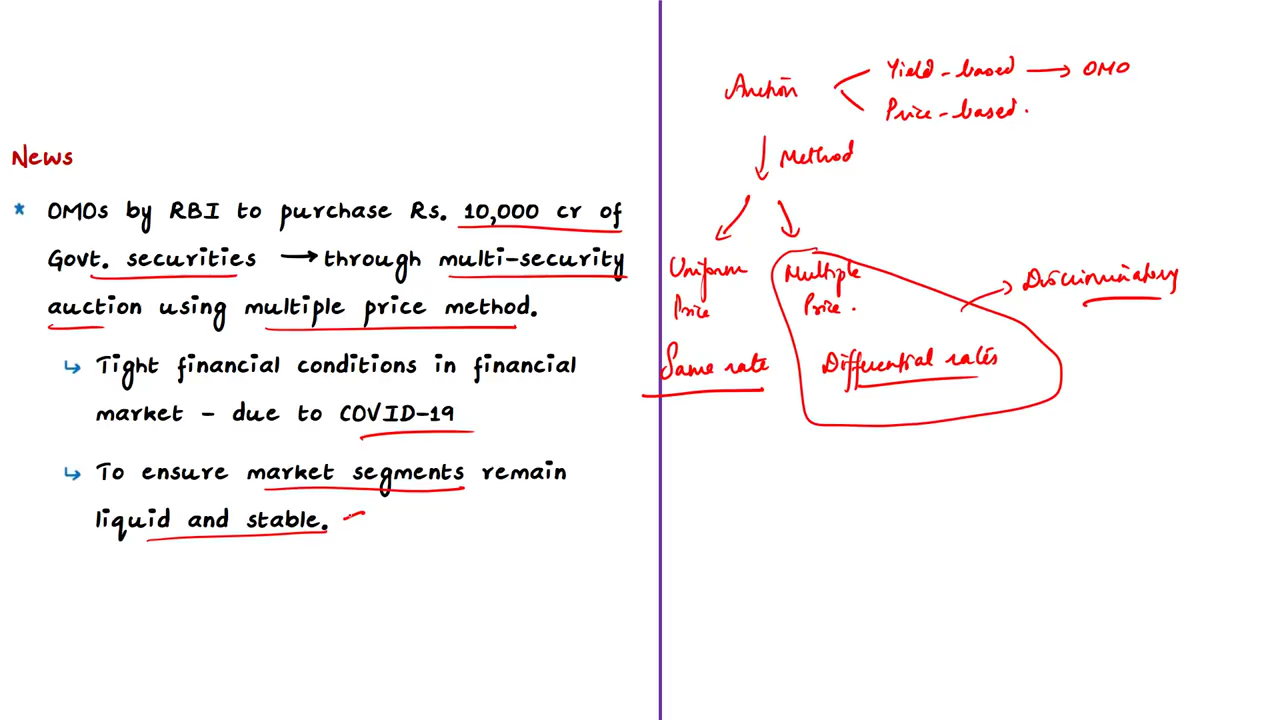 News
* OMOs by RBI to purchase Rs. 10,000 cr of
Govt. securities → through multi-security
auction using multiple price method.
↳ Tight financial conditions in financial
market - due to COVID-19
↳ To ensure market segments remain
liquid and stable.
Auction
Yield-based → OMO
Price-based.
Method
Uniform
Price
Same rate
Multiple
Price.
Differential rates
Discriminatory